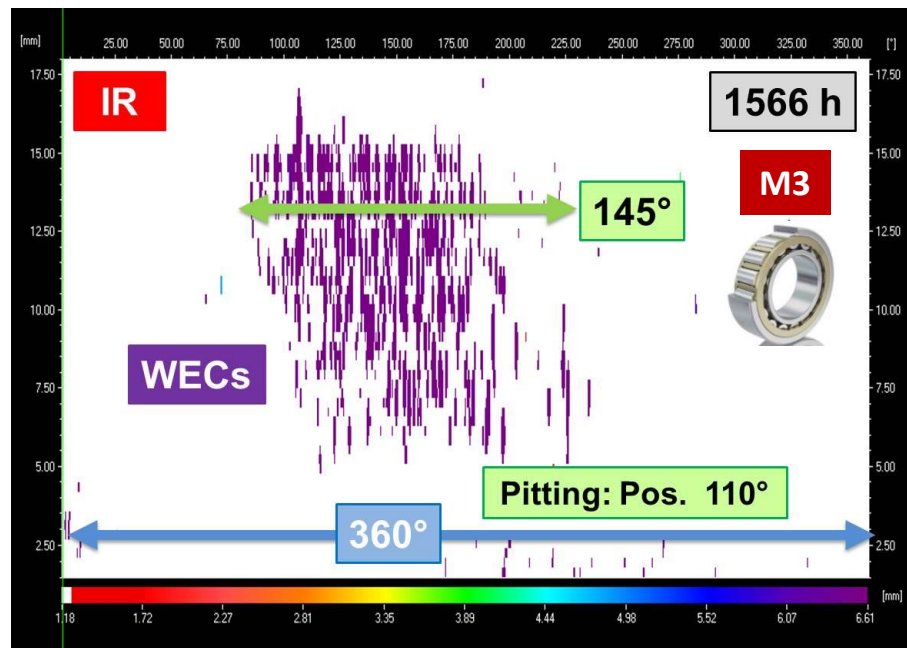 [mm] 25.00 50.00 75.00 100.00 125.00 150.00 175.00 200.00 225.00 250.00 275.00 300.00 325.00 350.00 [°]
17.50 17.50
IR 1566 h
15.00 15.00
M3
145°
12.50 12.50
10.00 10.00
WECs
7.50 7.50
5.00 5.00
Pitting: Pos. 110°
360°
2.50 2.50
[mm]
1.18 1.72 2.27 2.81 3.35 3.89 4.44 4.98 5.52 6.07 6.61